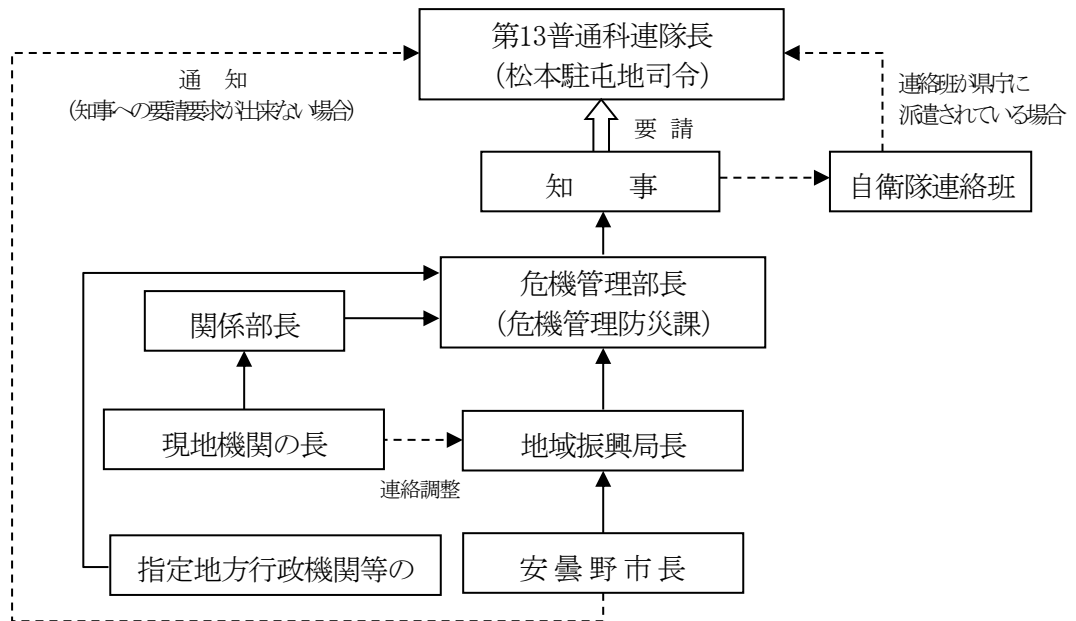 第13普通科連隊長
(松本駐屯地司令)
通 知
(知事への要請要求が出来ない場合)
連絡班が県庁に
派遣されている場合
要 請
知 事
自衛隊連絡班
危機管理部長
(危機管理防災課)
関係部長
現地機関の長
地域振興局長
連絡調整
指定地方行政機関等の
安 曇 野 市 長